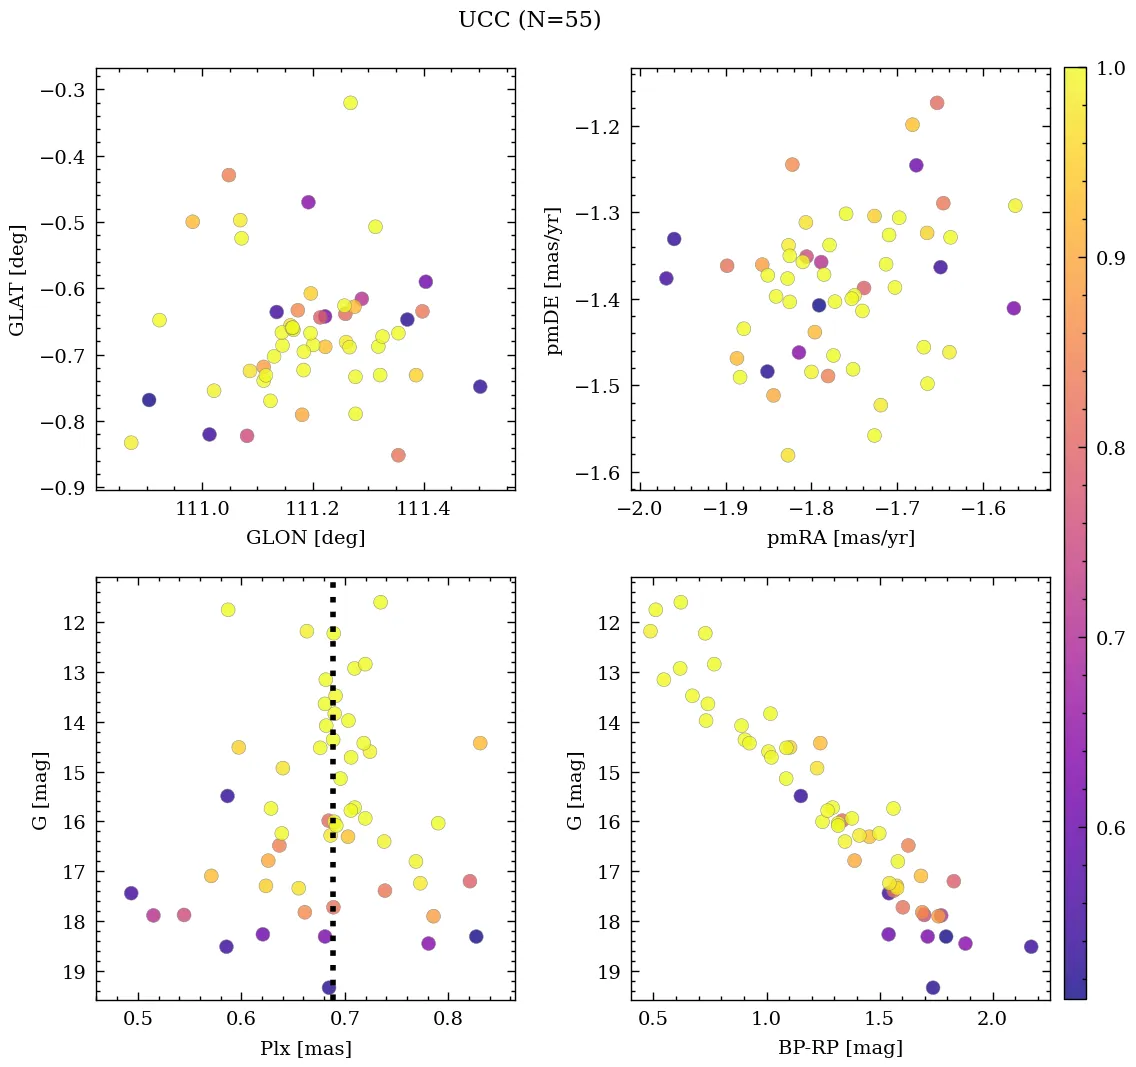 UCC (N=55)
−0.3
−0.4
−0.5
−0.6
−0.7
−0.8
−0.9
GLAT [deg]
111.0 111.2 111.4
GLON [deg]
−1.2
−1.3
−1.4
−1.5
−1.6
pmDE [mas/yr]
−2.0 −1.9 −1.8 −1.7 −1.6
pmRA [mas/yr]
1.0
0.9
0.8
0.7
0.6
12
13
14
15
16
17
18
19
G [mag]
0.5 0.6 0.7 0.8
Plx [mas]
12
13
14
15
16
17
18
19
G [mag]
0.5 1.0 1.5 2.0
BP-RP [mag]